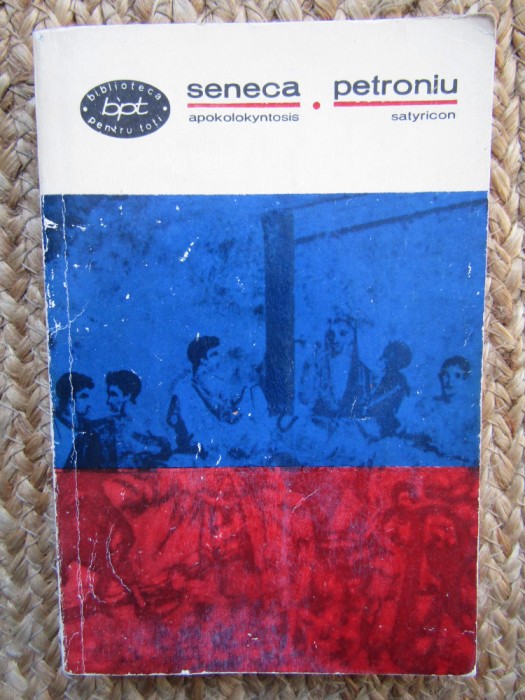 biblioteca
bpt
pentru toți
seneca . petroniu
apokolokyntosis satyricon